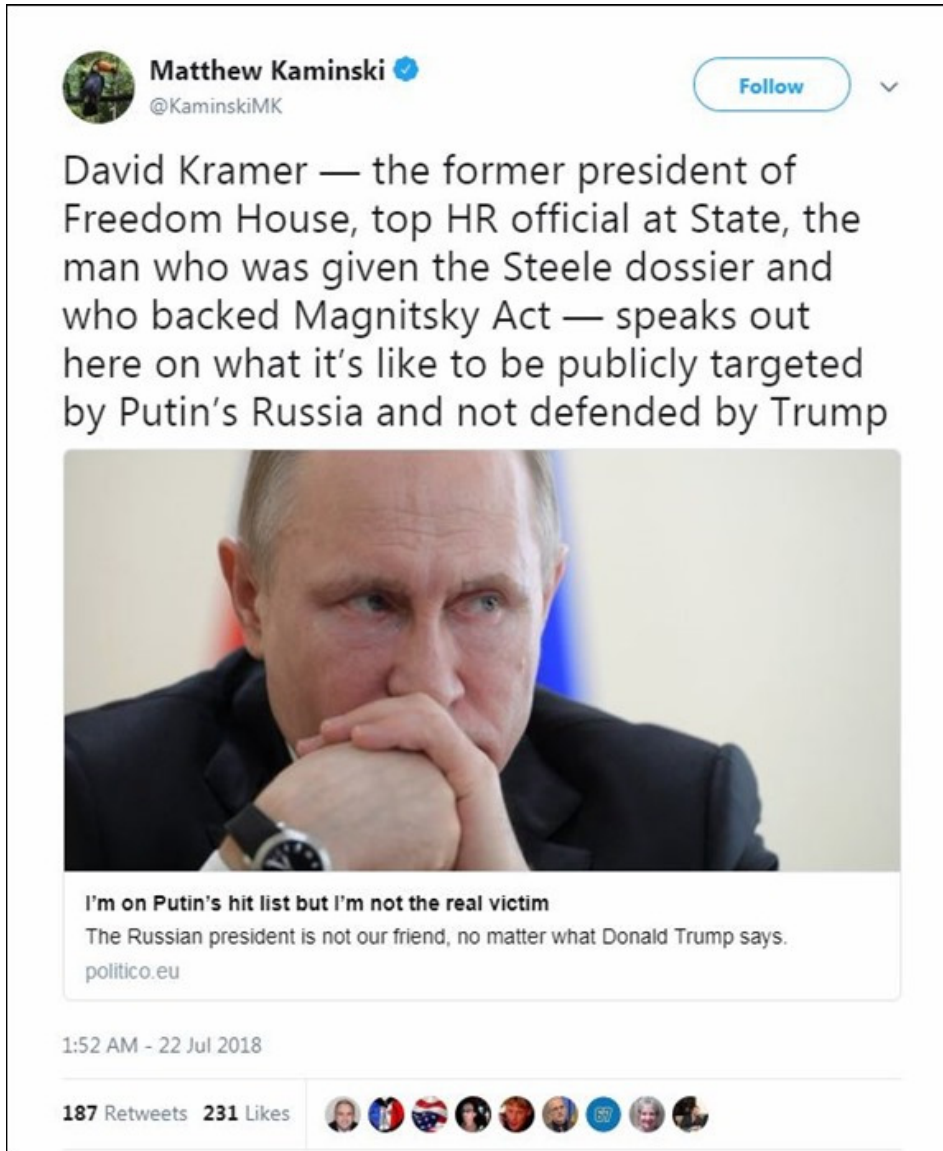 Matthew Kaminski
@KaminskiMK
Follow
David Kramer — the former president of
Freedom House, top HR official at State, the
man who was given the Steele dossier and
who backed Magnitsky Act — speaks out
here on what it's like to be publicly targeted
by Putin's Russia and not defended by Trump
I'm on Putin's hit list but I'm not the real victim
The Russian president is not our friend, no matter what Donald Trump says.
politico.eu
1:52 AM - 22 Jul 2018
187 Retweets 231 Likes
67